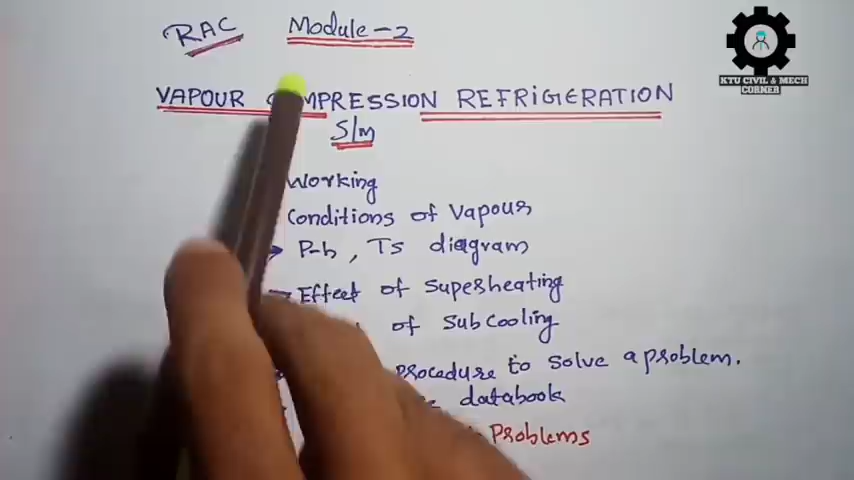 RAC Module-2
KTU CIVIL & MECH
CORNER
VAPOUR COMPRESSION REFRIGERATION
S/m
Working
Conditions of Vapour
P-h, Ts diagram
Effect of Superheating
of Subcooling
procedure to solve a problem.
databook
Problems